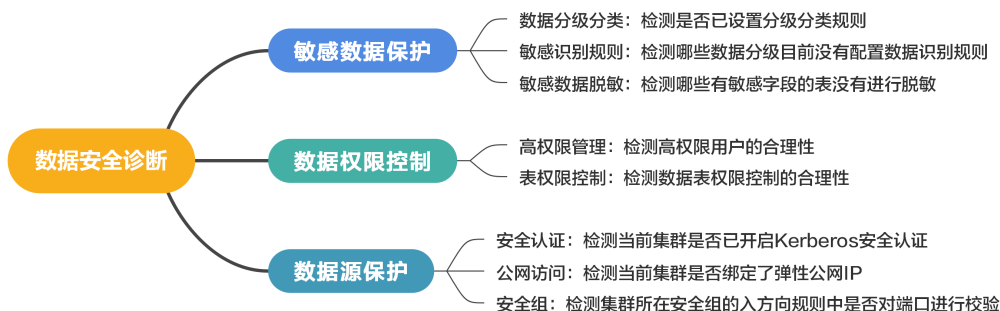 数据安全诊断
敏感数据保护
数据分级分类：检测是否已设置分级分类规则
敏感识别规则：检测哪些数据分级目前没有配置数据识别规则
敏感数据脱敏：检测哪些有敏感字段的表没有进行脱敏
数据权限控制
高权限管理：检测高权限用户的合理性
表权限控制：检测数据表权限控制的合理性
数据源保护
安全认证：检测当前集群是否已开启Kerberos安全认证
公网访问：检测当前集群是否绑定了弹性公网IP
安全组：检测集群所在安全组的入方向规则中是否对端口进行校验